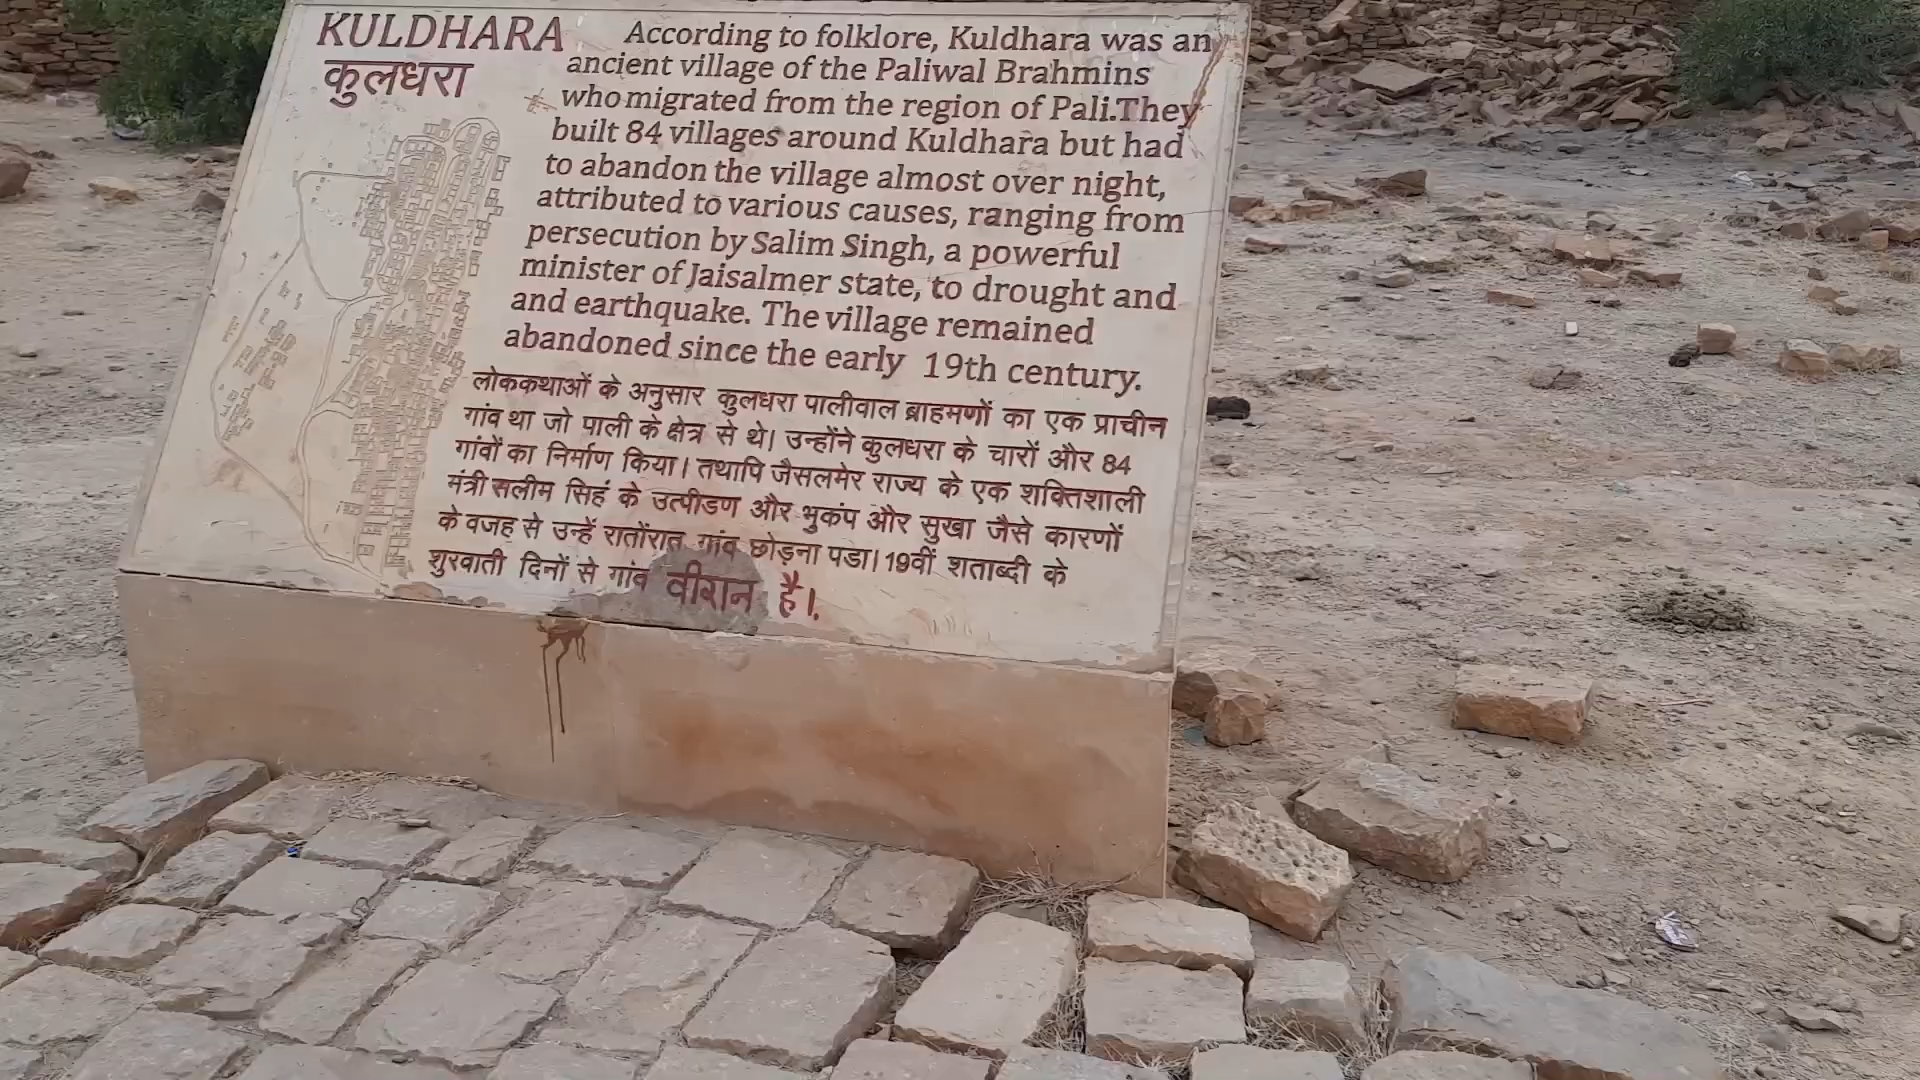 KULDHARA
कुलधरा
According to folklore, Kuldhara was an
ancient village of the Paliwal Brahmins
who migrated from the region of Pali.They
built 84 villages around Kuldhara but had
to abandon the village almost over night,
attributed to various causes, ranging from
persecution by Salim Singh, a powerful
minister of Jaisalmer state, to drought and
and earthquake. The village remained
abandoned since the early 19th century.
लोककथाओं के अनुसार कुलधरा पालीवाल ब्राहमणों का एक प्राचीन
गांव था जो पाली के क्षेत्र से थे। उन्होंने कुलधरा के चारों और 84
गांवों का निर्माण किया। तथापि जैसलमेर राज्य के एक शक्तिशाली
मंत्री सलीम सिहं के उत्पीडण और भुकंप और सुखा जैसे कारणों
के वजह से उन्हें रातोंरात गांव छोड़ना पडा। 19वीं शताब्दी के
शुरवाती दिनों से गांव वीरान है।